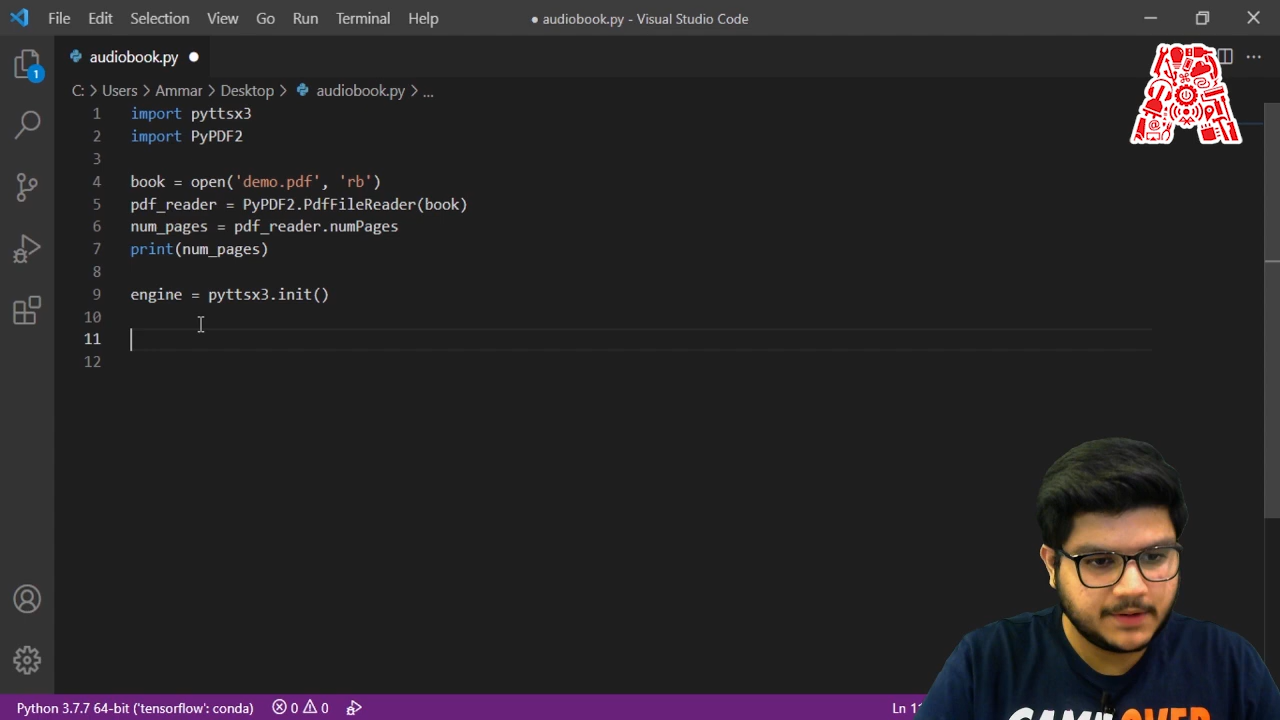 File Edit Selection View Go Run Terminal Help
● audiobook.py - Visual Studio Code
audiobook.py ●
C: > Users > Ammar > Desktop > audiobook.py > ...
1 import pyttsx3
2 import PyPDF2
3
4 book = open('demo.pdf', 'rb')
5 pdf_reader = PyPDF2.PdfFileReader(book)
6 num_pages = pdf_reader.numPages
7 print(num_pages)
8
9 engine = pyttsx3.init()
10
11
12
1
Python 3.7.7 64-bit ('tensorflow': conda) 0 0